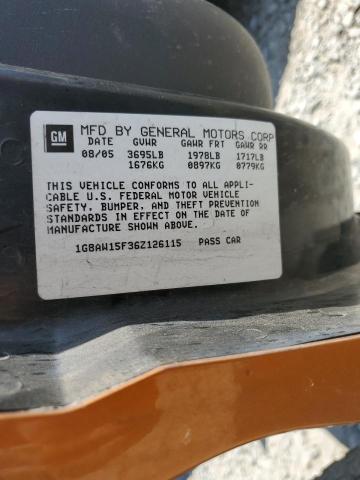 GM MFD BY GENERAL MOTORS CORP
DATE GVWR GAWR FRT GAWR RR
08/05 3695LB 1978LB 1717LB
1676KG 0897KG 0779KG
THIS VEHICLE CONFORMS TO ALL APPLI-
CABLE U.S. FEDERAL MOTOR VEHICLE
SAFETY, BUMPER, AND THEFT PREVENTION
STANDARDS IN EFFECT ON THE DATE OF
MANUFACTURE SHOWN ABOVE.
1G8AW15F36Z126115 PASS CAR